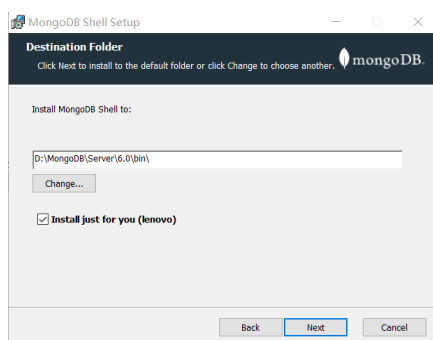 MongoDB Shell Setup
Destination Folder
Click Next to install to the default folder or click Change to choose another.
mongoDB.
Install MongoDB Shell to:
D:\MongoDB\Server\6.0\bin\
Change...
Install just for you (lenovo)
Back Next Cancel